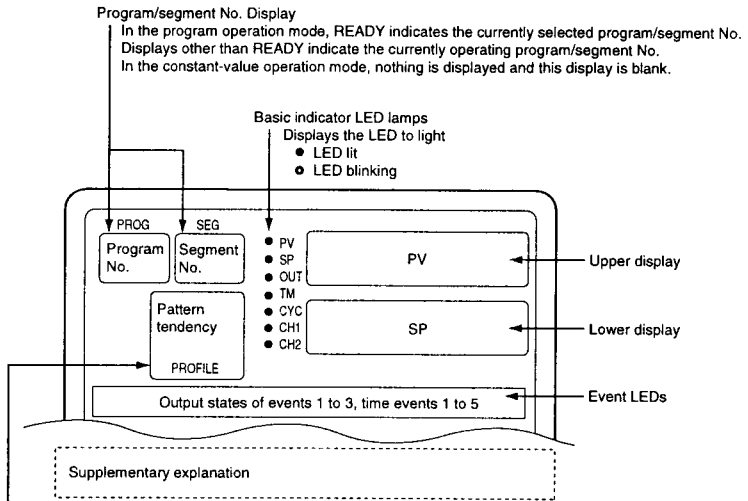 Program/segment No. Display
In the program operation mode, READY indicates the currently selected program/segment No.
Displays other than READY indicate the currently operating program/segment No.
In the constant-value operation mode, nothing is displayed and this display is blank.
Basic indicator LED lamps
Displays the LED to light
● LED lit
○ LED blinking
PROG
SEG
Program No.
Segment No.
PV
SP
OUT
TM
CYC
CH1
CH2
PV
Upper display
Pattern tendency
PROFILE
SP
Lower display
Output states of events 1 to 3, time events 1 to 5
Event LEDs
Supplementary explanation